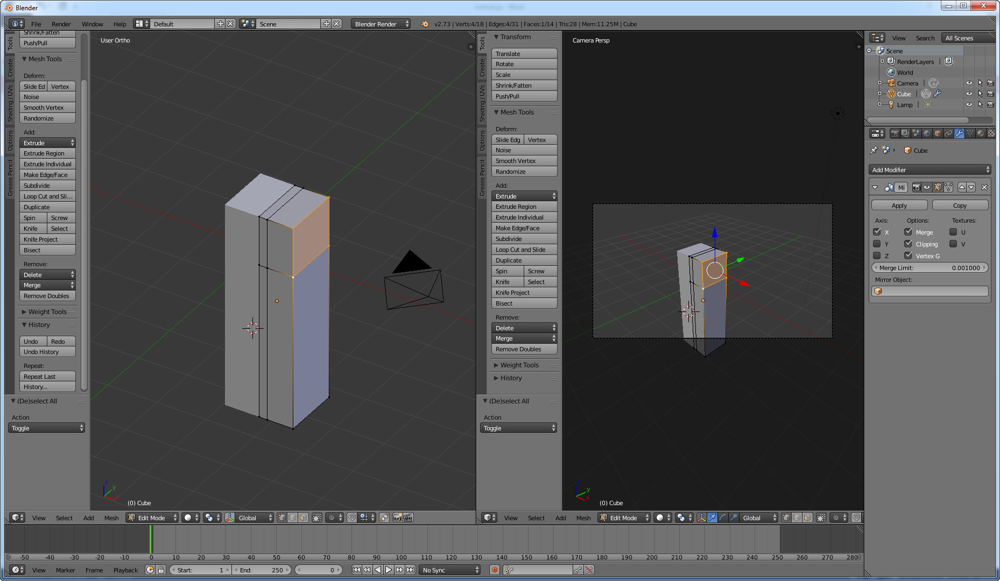 Blender
File Render Window Help Default Scene Blender Render v2.73 | Verts:4/18 | Edges:4/31 | Faces:1/14 | Tris:28 | Mem:11.25M | Cube
Tools
Create
Shading / UVs
Options
Grease Pencil
Shrink/Fatten
Push/Pull
Mesh Tools
Deform:
Slide Ed Vertex
Noise
Smooth Vertex
Randomize
Add:
Extrude
Extrude Region
Extrude Individual
Make Edge/Face
Subdivide
Loop Cut and Sli...
Duplicate
Spin Screw
Knife Select
Knife Project
Bisect
Remove:
Delete
Merge
Remove Doubles
Weight Tools
History
Undo Redo
Undo History
Repeat:
Repeat Last
History...
(De)select All
Action
Toggle
User Ortho
z
y
x
(0) Cube
View Select Add Mesh Edit Mode Global
Tools
Create
Shading / UVs
Options
Grease Pencil
Transform
Translate
Rotate
Scale
Shrink/Fatten
Push/Pull
Mesh Tools
Deform:
Slide Edg Vertex
Noise
Smooth Vertex
Randomize
Add:
Extrude
Extrude Region
Extrude Individual
Make Edge/Face
Subdivide
Loop Cut and Slide
Duplicate
Spin Screw
Knife Select
Knife Project
Bisect
Remove:
Delete
Merge
Remove Doubles
Weight Tools
History
(De)select All
Action
Toggle
Camera Persp
y
x
(0) Cube
View Select Add Mesh Edit Mode Global
View Search All Scenes
Scene
RenderLayers
World
Camera
Cube
Lamp
Cube
Add Modifier
Mi
Apply Copy
Axis: Options: Textures:
X Merge U
Y Clipping V
Z Vertex G
Merge Limit: 0.001000
Mirror Object:
-50 -40 -30 -20 -10 0 10 20 30 40 50 60 70 80 90 100 110 120 130 140 150 160 170 180 190 200 210 220 230 240 250 260 270 280
View Marker Frame Playback Start: 1 End: 250 0 No Sync